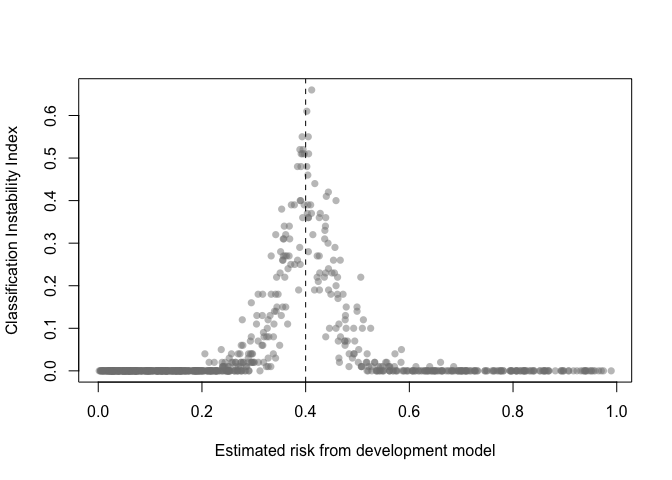 Classification Instability Index
0.6
0.5
0.4
0.3
0.2
0.1
0.0
0.0 0.2 0.4 0.6 0.8 1.0
Estimated risk from development model